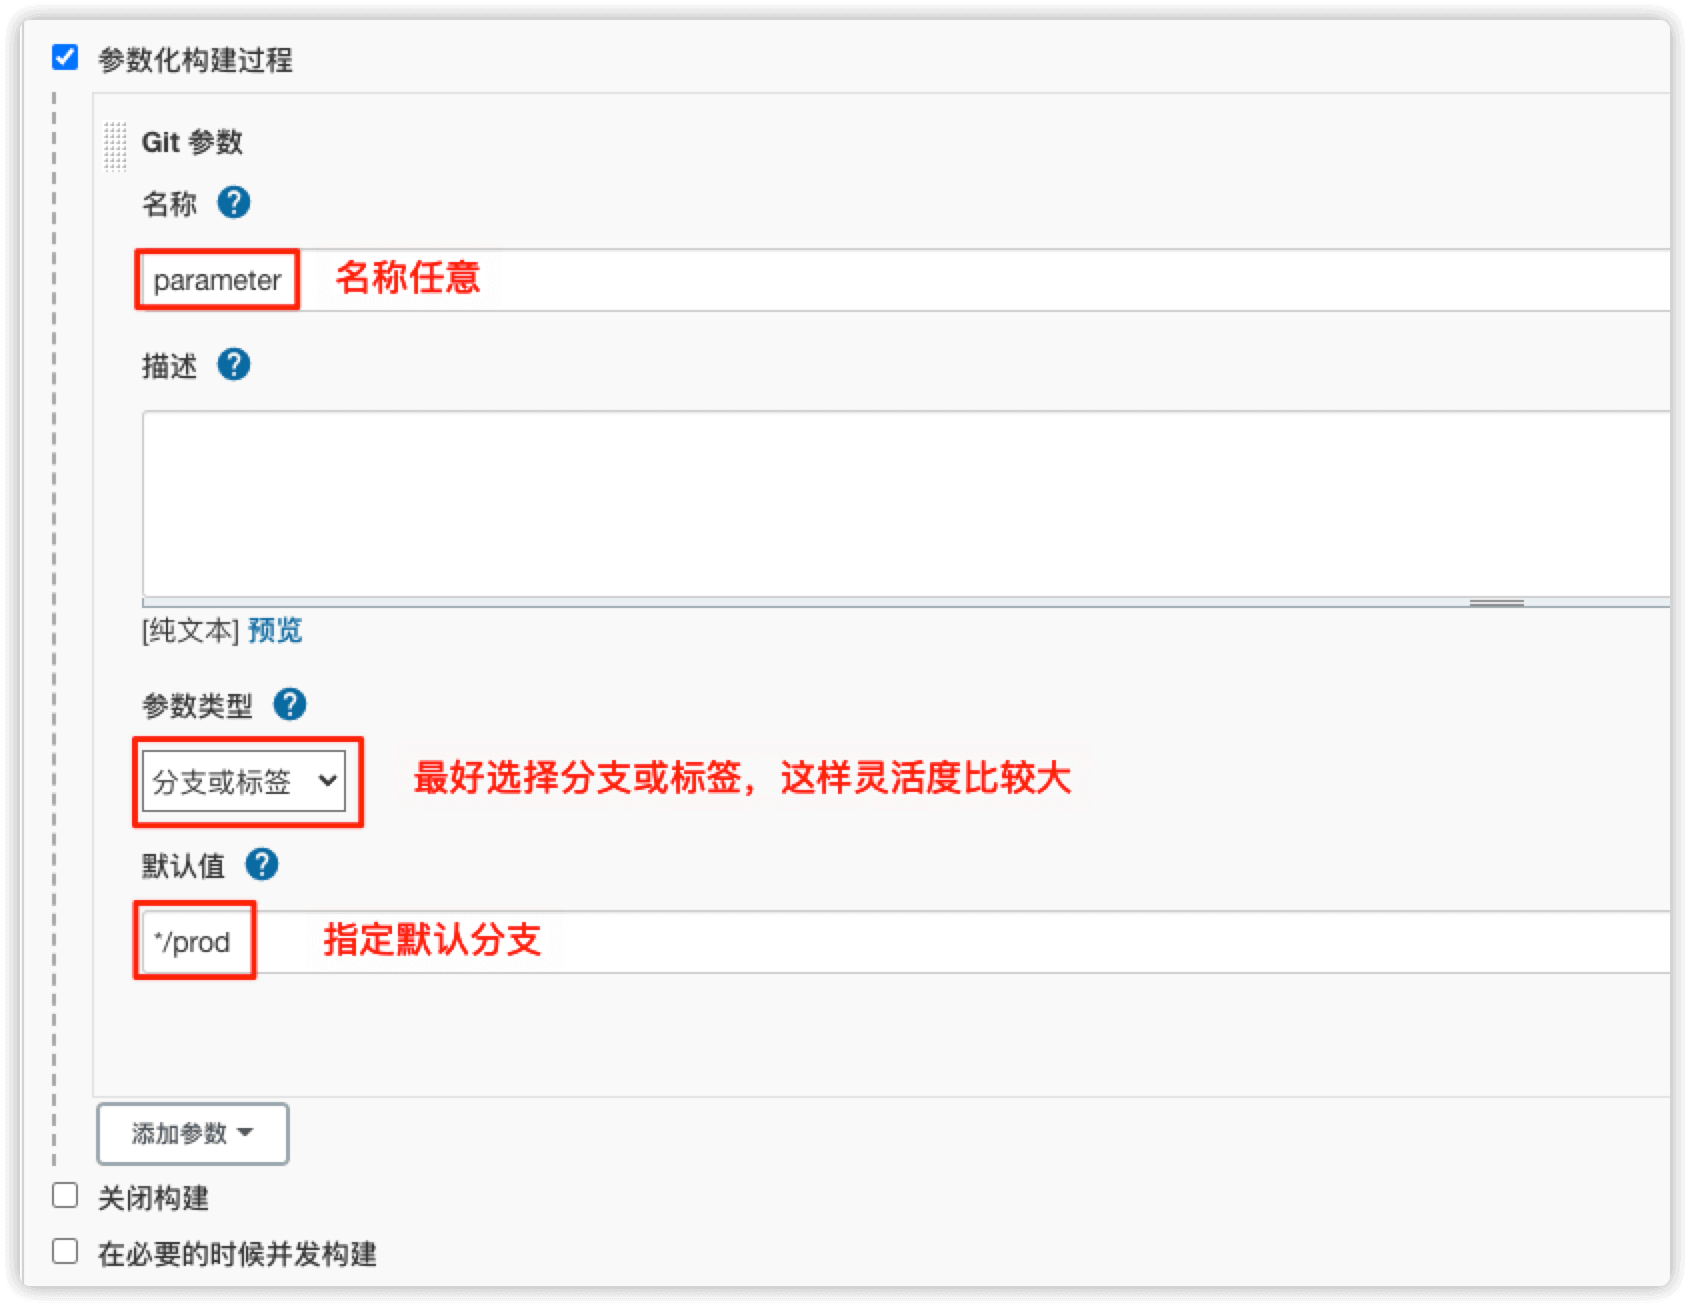 参数化构建过程
Git 参数
名称 ?
parameter 名称任意
描述 ?
[纯文本] 预览
参数类型 ?
分支或标签 最好选择分支或标签，这样灵活度比较大
默认值 ?
*/prod 指定默认分支
添加参数
关闭构建
在必要的时候并发构建